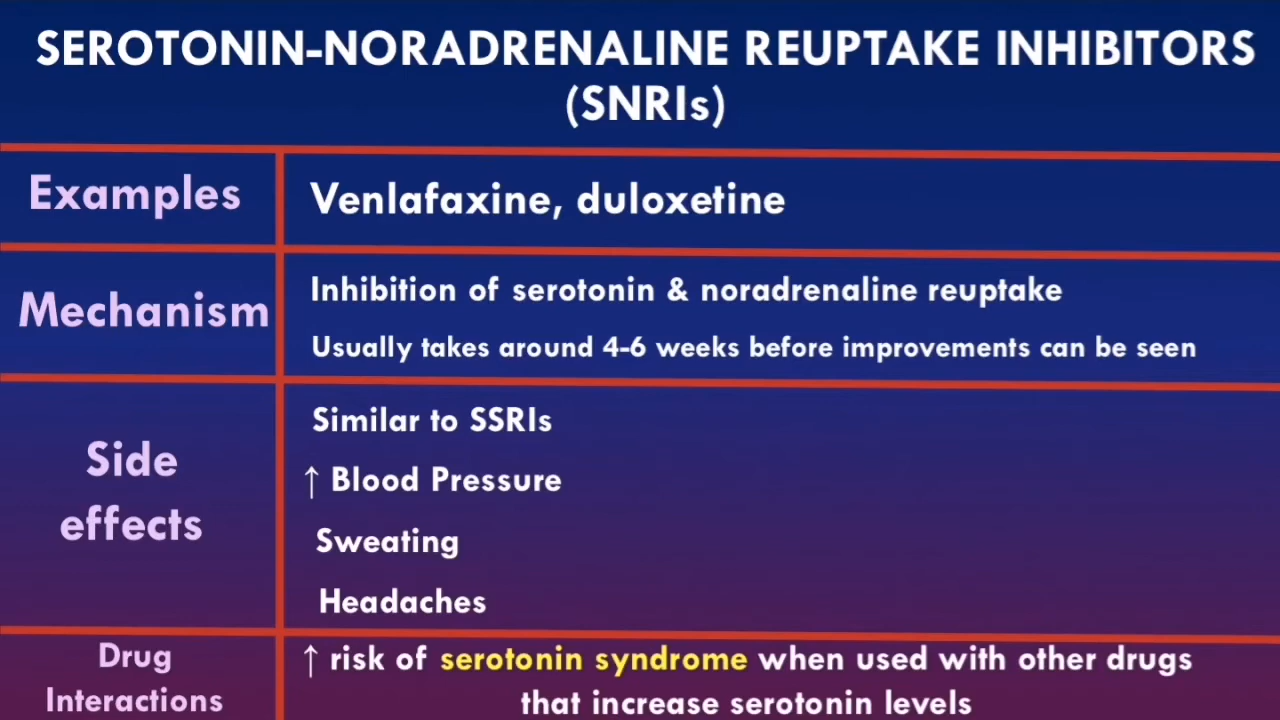 SEROTONIN-NORADRENALINE REUPTAKE INHIBITORS
(SNRIs)
Examples
Venlafaxine, duloxetine
Mechanism
Inhibition of serotonin & noradrenaline reuptake
Usually takes around 4-6 weeks before improvements can be seen
Side
effects
Similar to SSRIs
↑ Blood Pressure
Sweating
Headaches
Drug
Interactions
↑ risk of serotonin syndrome when used with other drugs
that increase serotonin levels